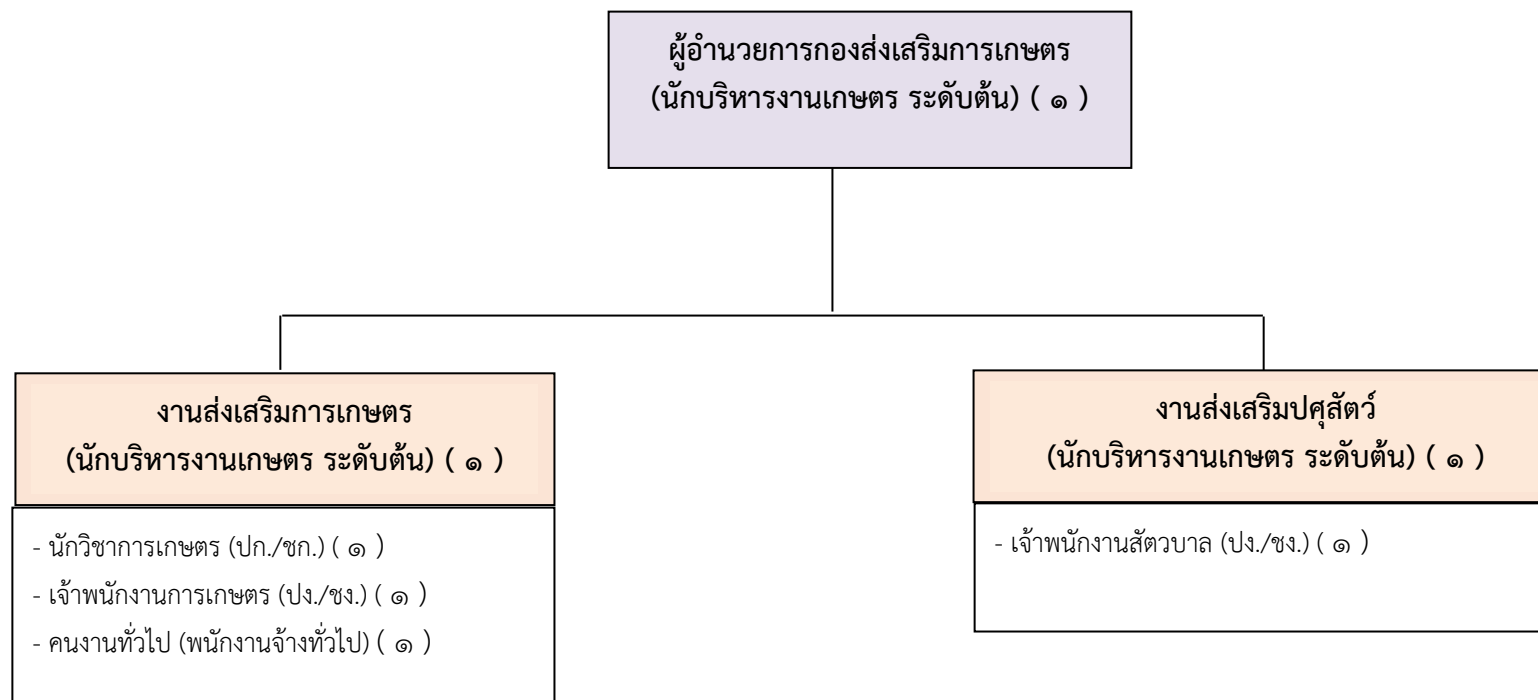 ผู้อำนวยการกองส่งเสริมการเกษตร
(นักบริหารงานเกษตร ระดับต้น) ( ๑ )
งานส่งเสริมการเกษตร
(นักบริหารงานเกษตร ระดับต้น) ( ๑ )
- นักวิชาการเกษตร (ปก./ชก.) ( ๑ )
- เจ้าพนักงานการเกษตร (ปง./ชง.) ( ๑ )
- คนงานทั่วไป (พนักงานจ้างทั่วไป) ( ๑ )
งานส่งเสริมปศุสัตว์
(นักบริหารงานเกษตร ระดับต้น) ( ๑ )
- เจ้าพนักงานสัตวบาล (ปง./ชง.) ( ๑ )